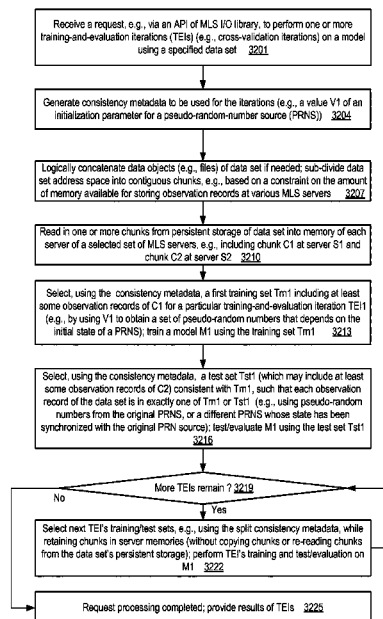 Receive a request, e.g., via an API of MLS I/O library, to perform one or more
training-and-evaluation iterations (TEIs) (e.g., cross-validation iterations) on a model
using a specified data set    3201
Generate consistency metadata to be used for the iterations (e.g., a value V1 of an
initialization parameter for a pseudo-random-number source (PRNS))    3204
Logically concatenate data objects (e.g., files) of data set if needed; sub-divide data
set address space into contiguous chunks, e.g., based on a constraint on the amount
of memory available for storing observation records at various MLS servers
3207
Read in one or more chunks from persistent storage of data set into memory of each
server of a selected set of MLS servers, e.g., including chunk C1 at server S1 and
chunk C2 at server S2    3210
Select, using the consistency metadata, a first training set Trn1 including at least
some observation records of C1 for a particular training-and-evaluation iteration TEI1
(e.g., by using V1 to obtain a set of pseudo-random numbers that depends on the
initial state of a PRNS); train a model M1 using the training set Trn1
3213
Select, using the consistency metadata, a test set Tst1 (which may include at least
some observation records of C2) consistent with Trn1, such that each observation
record of the data set is in exactly one of Trn1 or Tst1 (e.g., using pseudo-random
numbers from the original PRNS, or a different PRNS whose state has been
synchronized with the original PRN source); test/evaluate M1 using the test set Tst1
3216
More TEIs remain ? 3219
No
Yes
Select next TEI's training/test sets, e.g., using the split consistency metadata, while
retaining chunks in server memories (without copying chunks or re-reading chunks
from the data set's persistent storage); perform TEI's training and test/evaluation on
M1    3222
Request processing completed; provide results of TEIs    3225